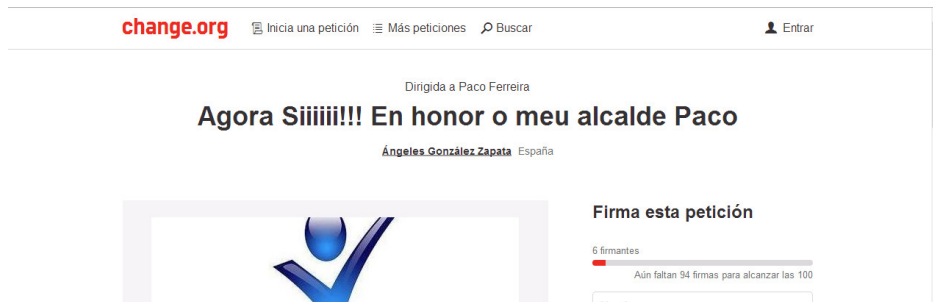 change.org Inicia una petición Más peticiones Buscar Entrar
Dirigida a Paco Ferreira
Agora Siiiiii!!! En honor o meu alcalde Paco
Ángeles González Zapata España
Firma esta petición
6 firmantes
Aún faltan 94 firmas para alcanzar las 100